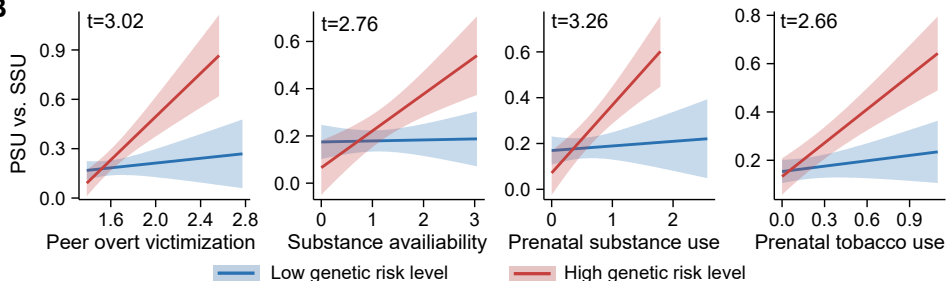 B
t=3.02
t=2.76
t=3.26
t=2.66
PSU vs. SSU
0.9
0.6
0.3
0.0
0.6
0.4
0.2
0.0
0.6
0.4
0.2
0.0
0.8
0.6
0.4
0.2
1.6 2.0 2.4 2.8
0 1 2 3
0 1 2
0.0 0.3 0.6 0.9
Peer overt victimization
Substance availiability
Prenatal substance use
Prenatal tobacco use
Low genetic risk level
High genetic risk level